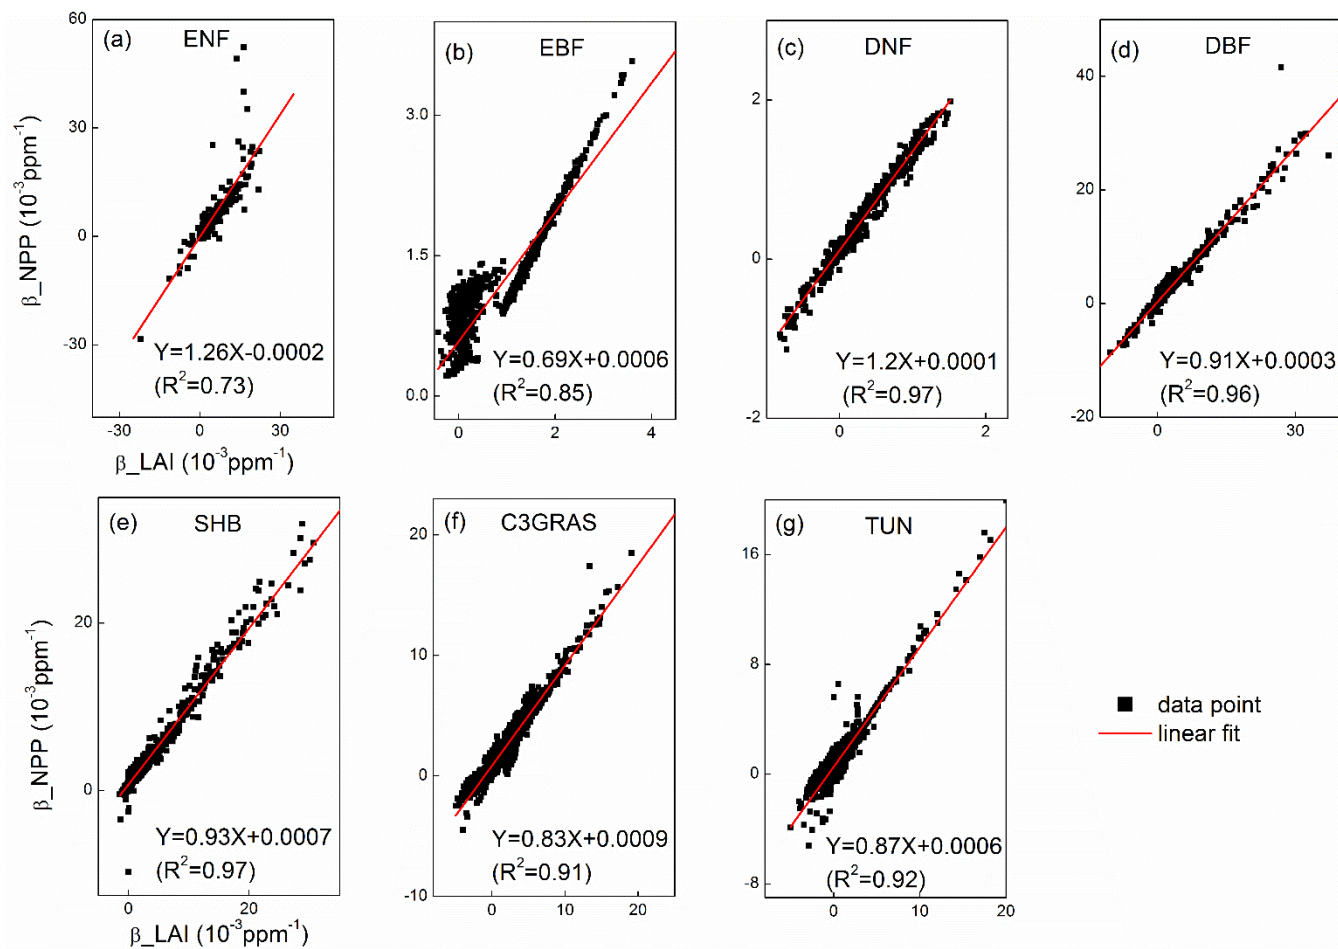 (a) ENF
60
30
0
-30
-30 0 30
Y=1.26X-0.0002
(R²=0.73)
β_NPP (10⁻³ppm⁻¹)
β_LAI (10⁻³ppm⁻¹)
(b) EBF
3.0
1.5
0.0
0 2 4
Y=0.69X+0.0006
(R²=0.85)
(c) DNF
2
0
-2
0 2
Y=1.2X+0.0001
(R²=0.97)
(d) DBF
40
20
0
-20
0 30
Y=0.91X+0.0003
(R²=0.96)
(e) SHB
20
0
0 20
Y=0.93X+0.0007
(R²=0.97)
β_NPP (10⁻³ppm⁻¹)
β_LAI (10⁻³ppm⁻¹)
(f) C3GRAS
20
10
0
-10
0 10 20
Y=0.83X+0.0009
(R²=0.91)
(g) TUN
16
8
0
-8
0 10 20
Y=0.87X+0.0006
(R²=0.92)
data point
linear fit